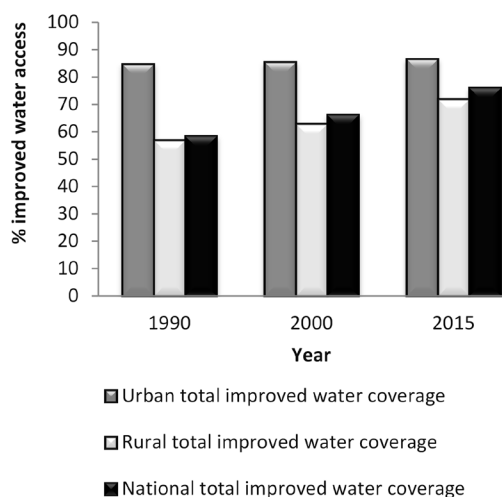 % improved water access
100
90
80
70
60
50
40
30
20
10
0
1990 2000 2015
Year
Urban total improved water coverage
Rural total improved water coverage
National total improved water coverage